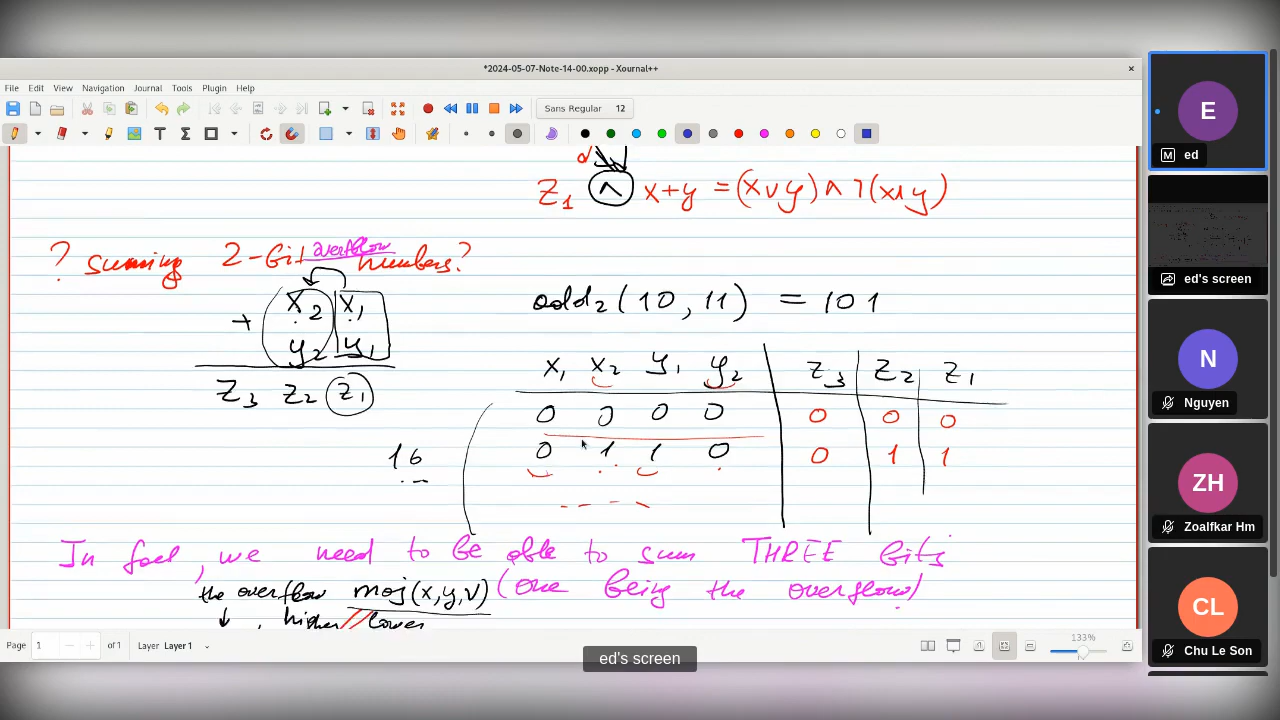 *2024-05-07-Note-14-00.xopp - Xournal++
File Edit View Navigation Journal Tools Plugin Help
Sans Regular 12
Z₁ ∧ x+y = (x∨y) ∧ ¬(x∧y)
? summing 2-bit overflow numbers?
x₂ x₁
+ y₂ y₁
z₃ z₂ z₁
add₂(10, 11) = 101
x₁ x₂ y₁ y₂ z₃ z₂ z₁
0 0 0 0 0 0 0
16 0 1 1 0 0 1 1
In fact, we need to be able to sum THREE bits
the overflow maj(x,y,v) (one being the overflow)
higher // lower
Page 1 of 1 Layer Layer 1 133%
ed's screen
E
ed
ed's screen
N
Nguyen
ZH
Zoalfkar Hm
CL
Chu Le Son